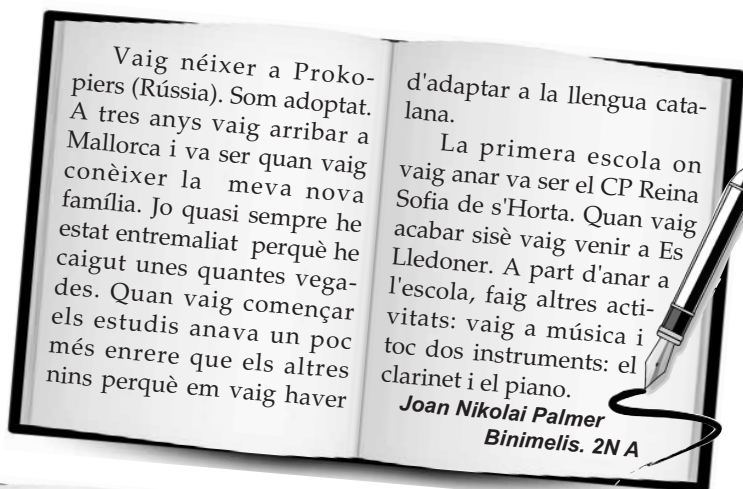 Vaig néixer a Proko-
piers (Rússia). Som adoptat.
A tres anys vaig arribar a
Mallorca i va ser quan vaig
conèixer la meva nova
família. Jo quasi sempre he
estat entremaliat perquè he
caigut unes quantes vega-
des. Quan vaig començar
els estudis anava un poc
més enrere que els altres
nins perquè em vaig haver
d'adaptar a la llengua cata-
lana.
La primera escola on
vaig anar va ser el CP Reina
Sofia de s'Horta. Quan vaig
acabar sisè vaig venir a Es
Lledoner. A part d'anar a
l'escola, faig altres acti-
vitats: vaig a música i
toc dos instruments: el
clarinet i el piano.
Joan Nikolai Palmer
Binimelis. 2N A